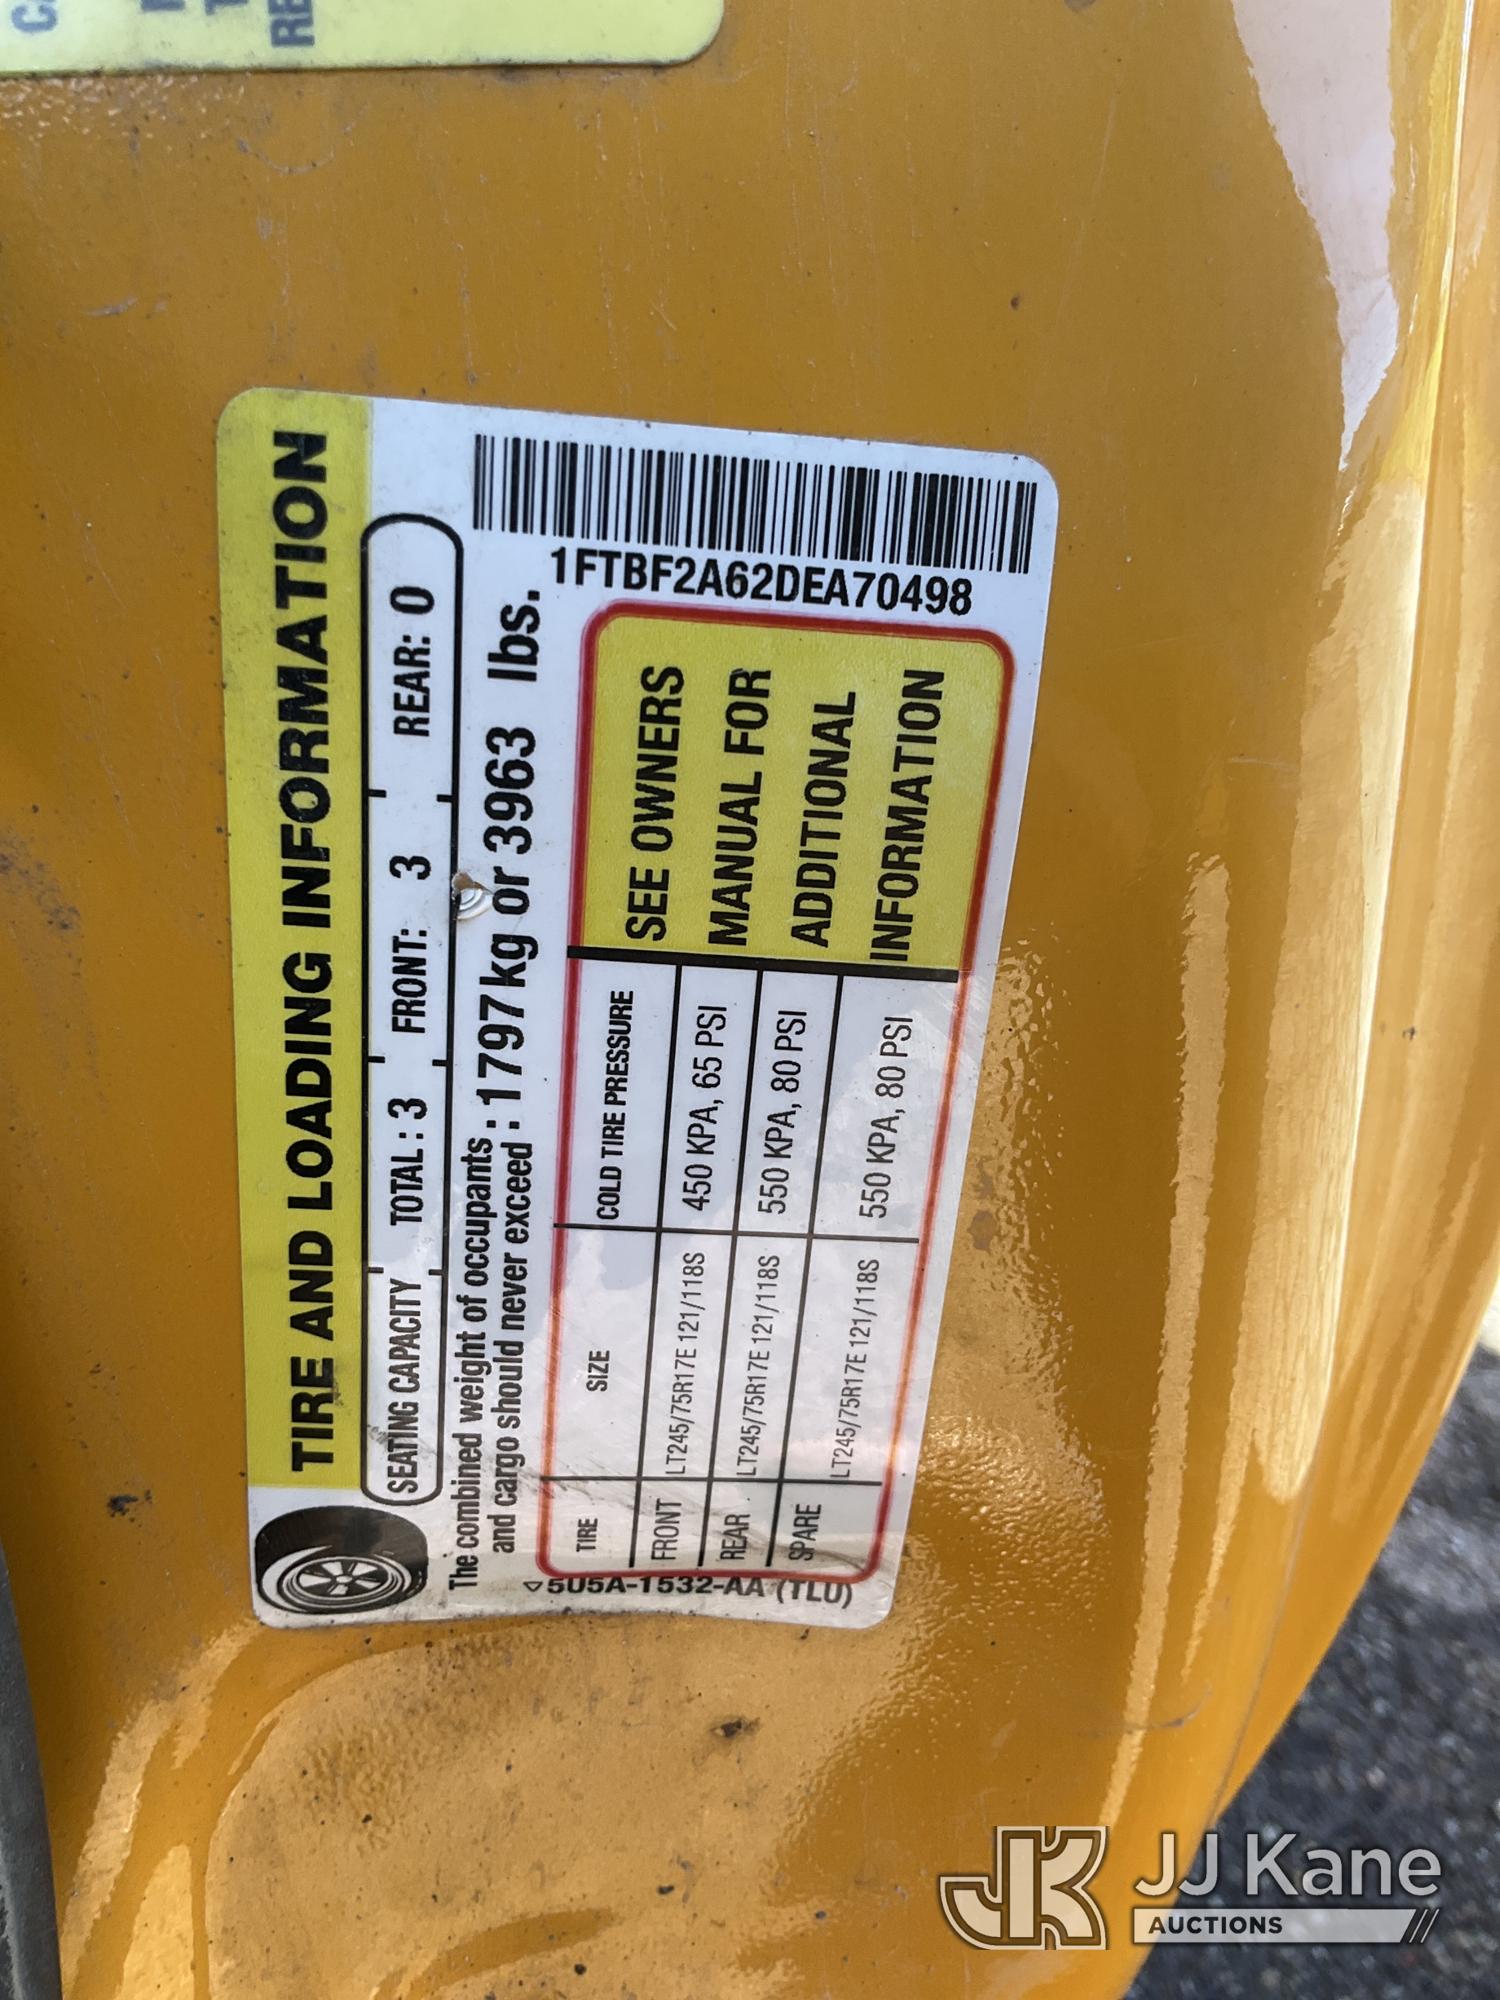 TIRE AND LOADING INFORMATION
SEATING CAPACITY TOTAL : 3 FRONT: 3 REAR: 0
The combined weight of occupants : 1797 kg or 3963 lbs.
and cargo should never exceed :
1FTBF2A62DEA70498
TIRE SIZE COLD TIRE PRESSURE
FRONT LT245/75R17E 121/118S 450 KPA, 65 PSI
REAR LT245/75R17E 121/118S 550 KPA, 80 PSI
SPARE LT245/75R17E 121/118S 550 KPA, 80 PSI
SEE OWNERS
MANUAL FOR
ADDITIONAL
INFORMATION
5U5A-1532-AA (TLU)
JK JJ Kane
AUCTIONS